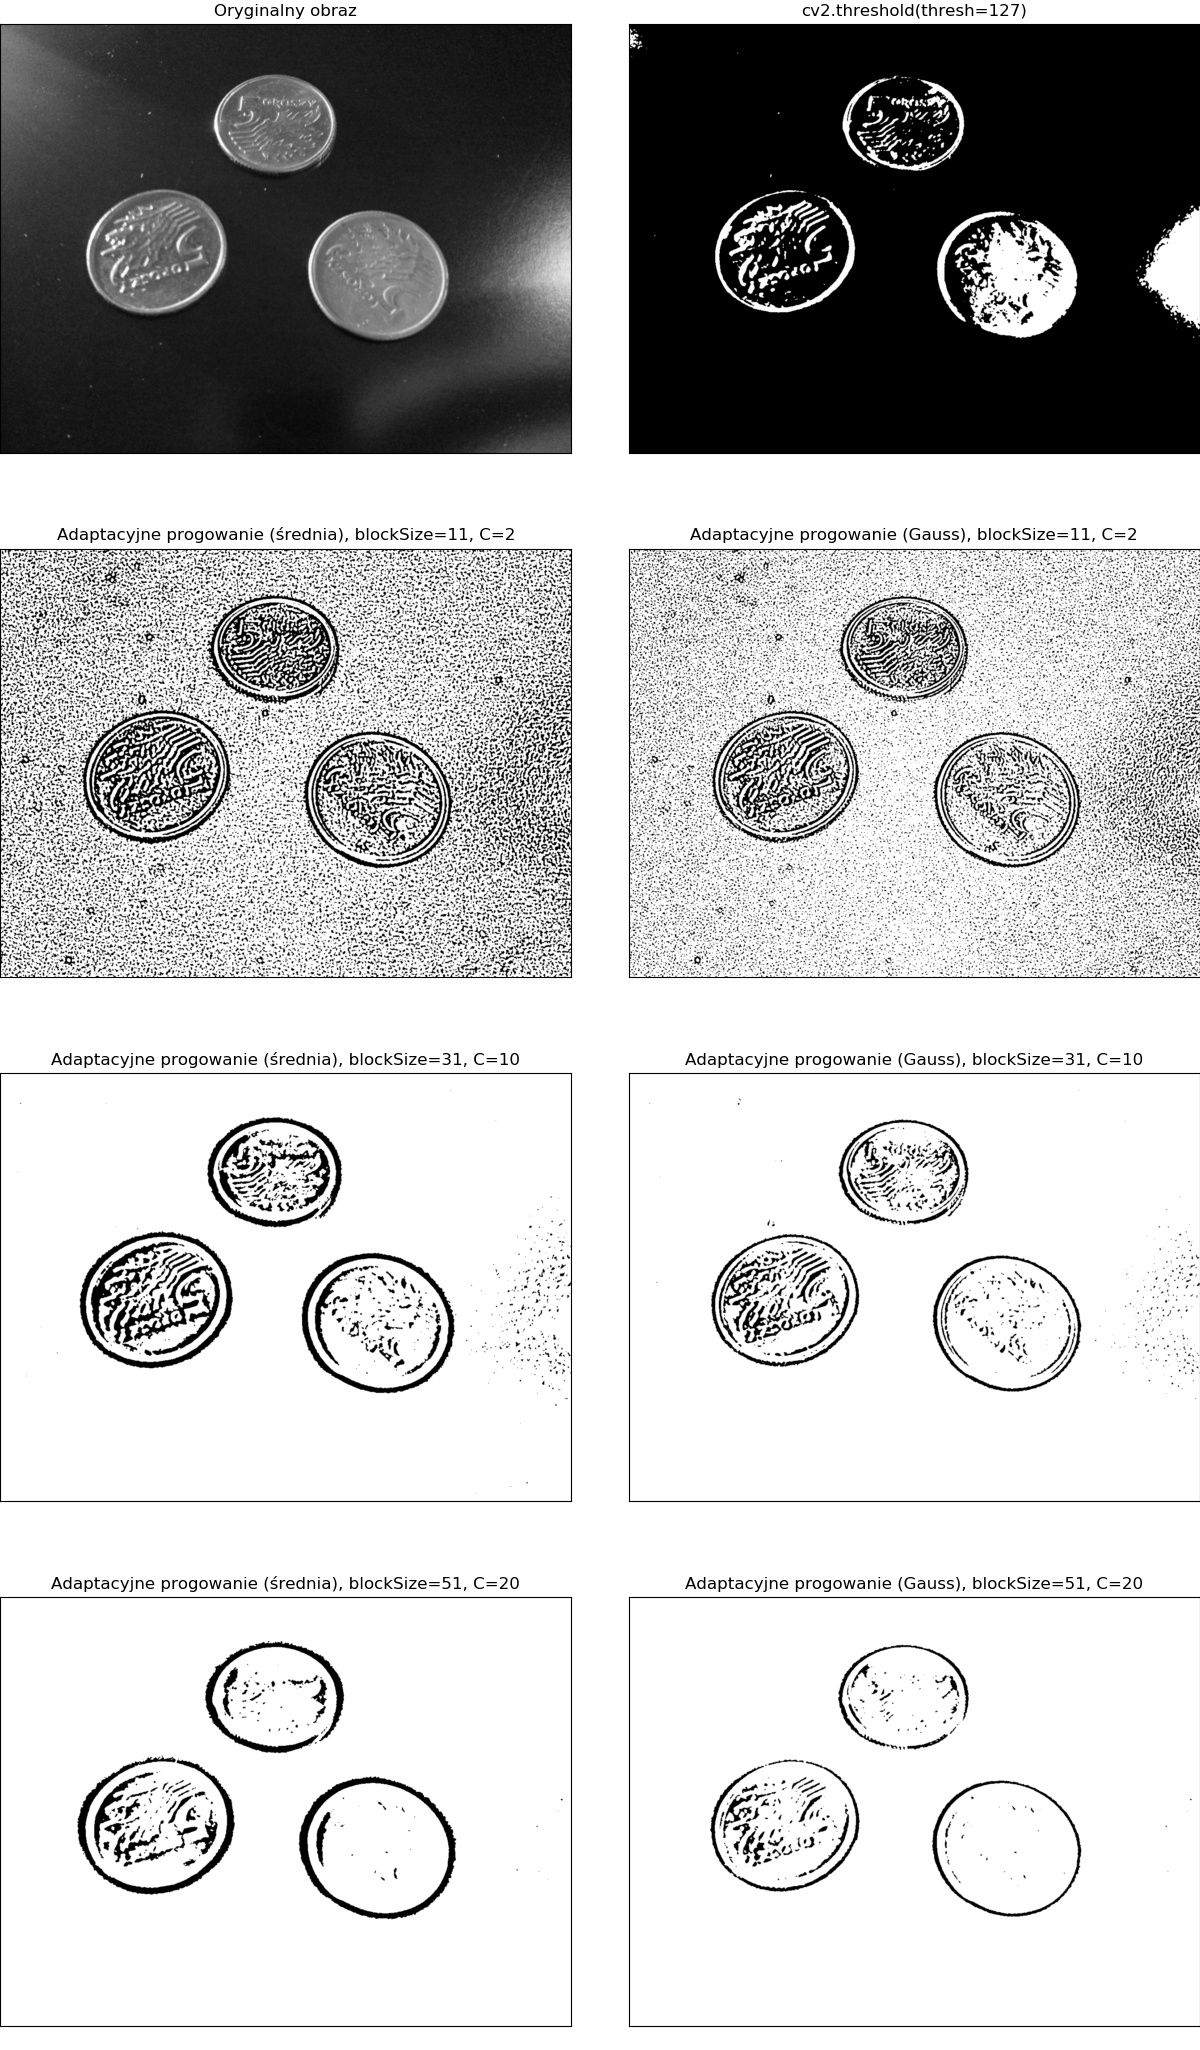 Oryginalny obraz
cv2.threshold(thresh=127)
5 GROSZY
Adaptacyjne progowanie (średnia), blockSize=11, C=2
Adaptacyjne progowanie (Gauss), blockSize=11, C=2
Adaptacyjne progowanie (średnia), blockSize=31, C=10
Adaptacyjne progowanie (Gauss), blockSize=31, C=10
Adaptacyjne progowanie (średnia), blockSize=51, C=20
Adaptacyjne progowanie (Gauss), blockSize=51, C=20